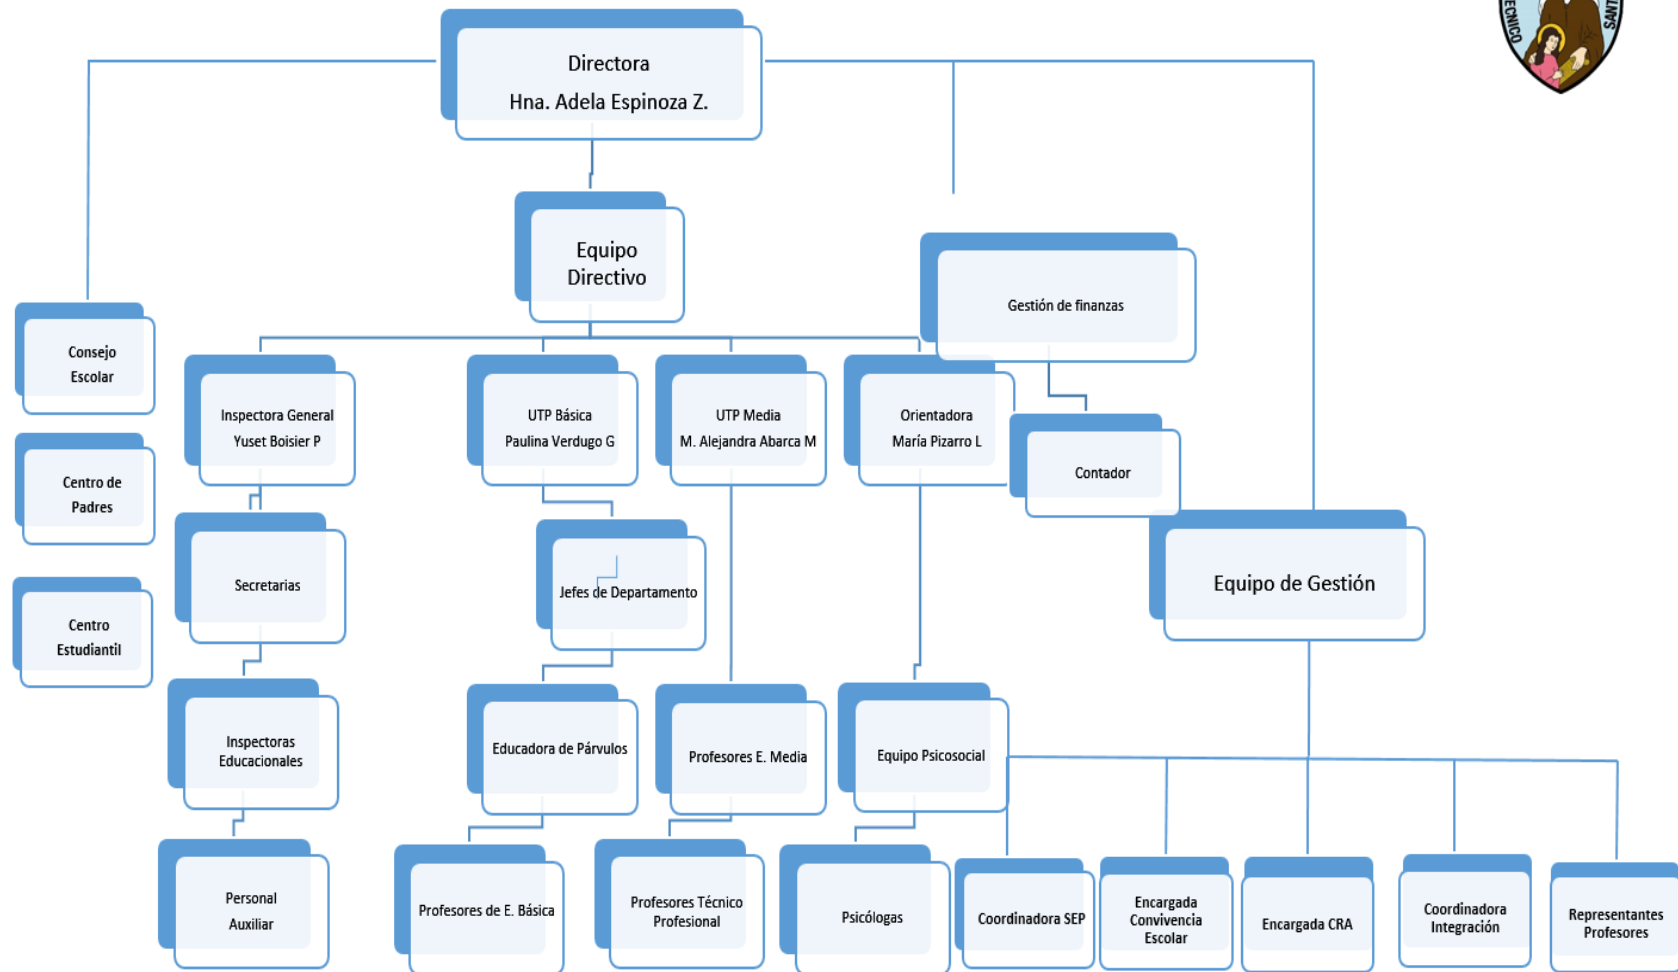 ECNICO
SANT
Directora
Hna. Adela Espinoza Z.
Equipo
Directivo
Gestión de finanzas
Consejo
Escolar
Inspectora General
Yuset Boisier P
UTP Básica
Paulina Verdugo G
UTP Media
M. Alejandra Abarca M
Orientadora
María Pizarro L
Contador
Centro de
Padres
Secretarias
Jefes de Departamento
Equipo de Gestión
Centro
Estudiantil
Inspectoras
Educacionales
Educadora de Párvulos
Profesores E. Media
Equipo Psicosocial
Personal
Auxiliar
Profesores de E. Básica
Profesores Técnico
Profesional
Psicólogas
Coordinadora SEP
Encargada
Convivencia
Escolar
Encargada CRA
Coordinadora
Integración
Representantes
Profesores